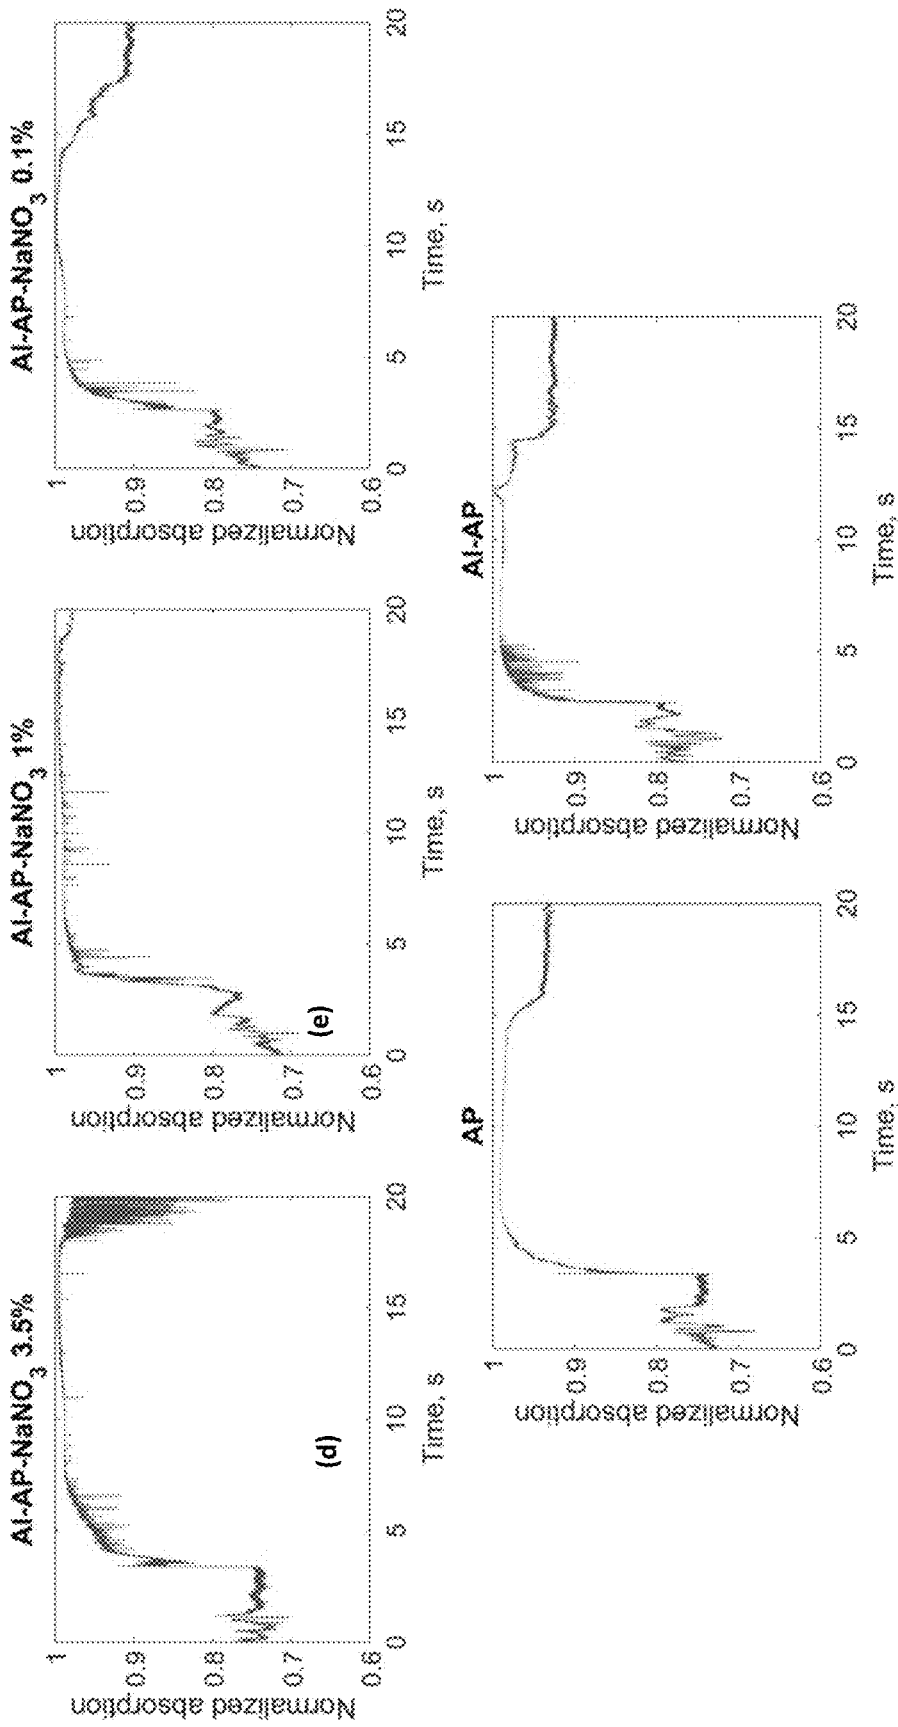 Al-AP-NaNO3 3.5%
Normalized absorption
1
0.9
0.8
0.7
0.6
(d)
0
5
10
15
20
Time, s
Al-AP-NaNO3 1%
Normalized absorption
1
0.9
0.8
0.7
0.6
(e)
0
5
10
15
20
Time, s
Al-AP-NaNO3 0.1%
Normalized absorption
1
0.9
0.8
0.7
0.6
0
5
10
15
20
Time, s
AP
Normalized absorption
1
0.9
0.8
0.7
0.6
0
5
10
15
20
Time, s
Al-AP
Normalized absorption
1
0.9
0.8
0.7
0.6
0
5
10
15
20
Time, s